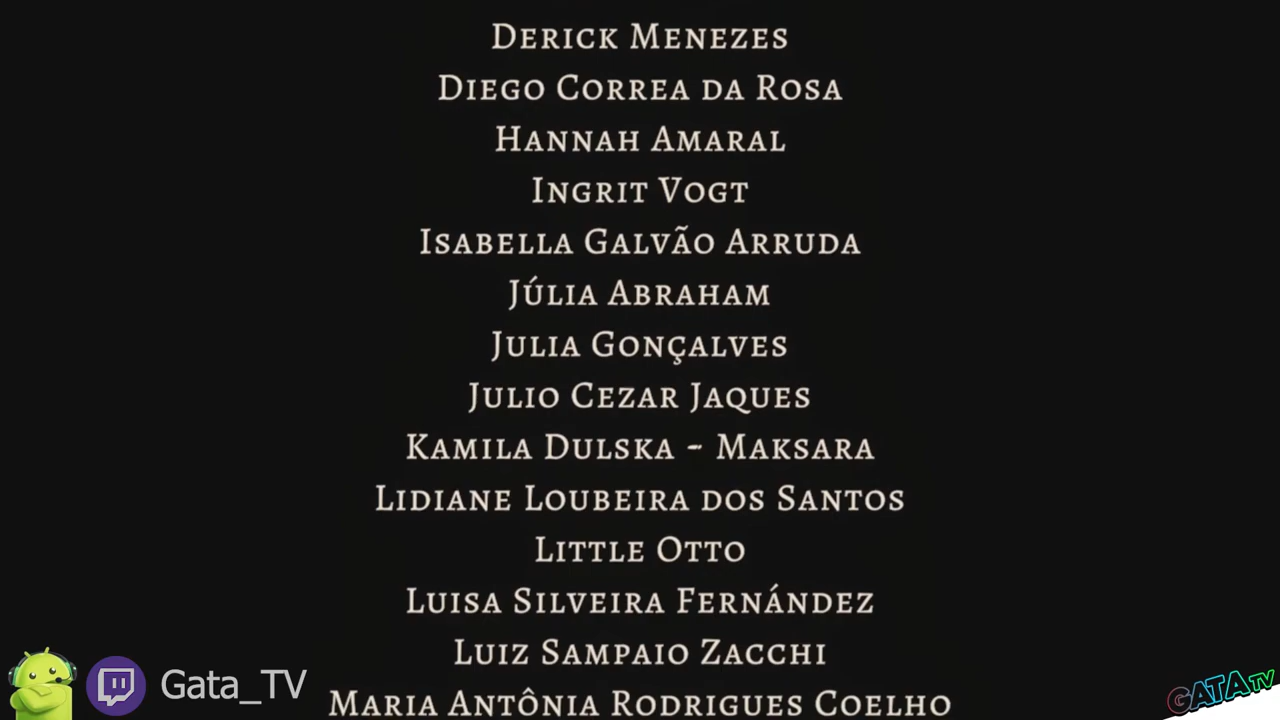 Derick Menezes
Diego Correa da Rosa
Hannah Amaral
Ingrit Vogt
Isabella Galvão Arruda
Júlia Abraham
Julia Gonçalves
Julio Cezar Jaques
Kamila Dulska - Maksara
Lidiane Loubeira dos Santos
Little Otto
Luisa Silveira Fernández
Luiz Sampaio Zacchi
Maria Antônia Rodrigues Coelho
Gata_TV
GATA TV